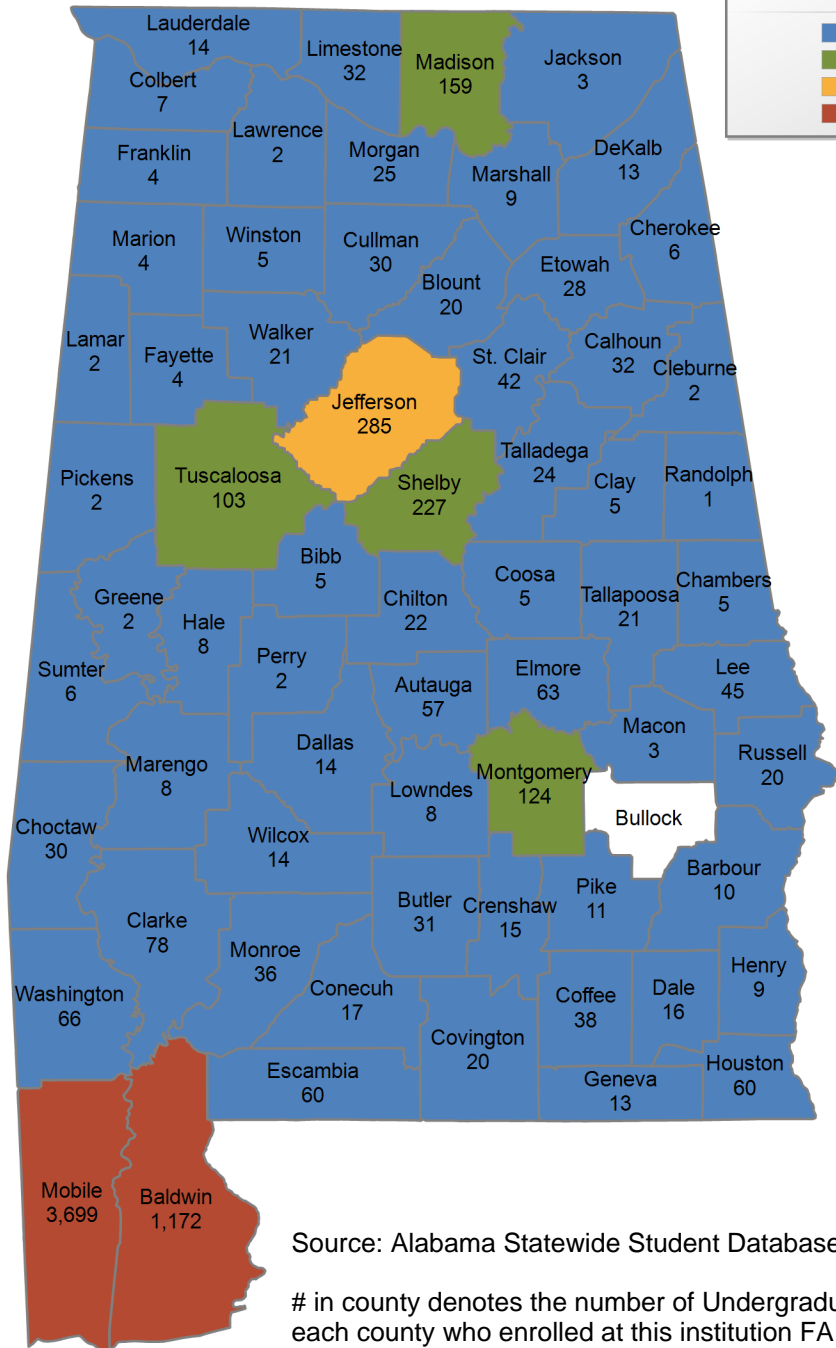 Lauderdale
14
Limestone
32
Madison
159
Jackson
3
Colbert
7
Lawrence
2
Franklin
4
Morgan
25
Marshall
9
DeKalb
13
Cherokee
6
Marion
4
Winston
5
Cullman
30
Blount
20
Etowah
28
Lamar
2
Fayette
4
Walker
21
Jefferson
285
St. Clair
42
Calhoun
32
Cleburne
2
Pickens
2
Tuscaloosa
103
Shelby
227
Talladega
24
Clay
5
Randolph
1
Bibb
5
Greene
2
Hale
8
Chilton
22
Coosa
5
Tallapoosa
21
Chambers
5
Sumter
6
Perry
2
Autauga
57
Elmore
63
Lee
45
Marengo
8
Dallas
14
Lowndes
8
Montgomery
124
Macon
3
Russell
20
Bullock
Choctaw
30
Wilcox
14
Butler
31
Crenshaw
15
Pike
11
Barbour
10
Clarke
78
Monroe
36
Conecuh
17
Covington
20
Coffee
38
Dale
16
Henry
9
Washington
66
Escambia
60
Geneva
13
Houston
60
Mobile
3,699
Baldwin
1,172
Source: Alabama Statewide Student Database
# in county denotes the number of Undergradu
each county who enrolled at this institution FA